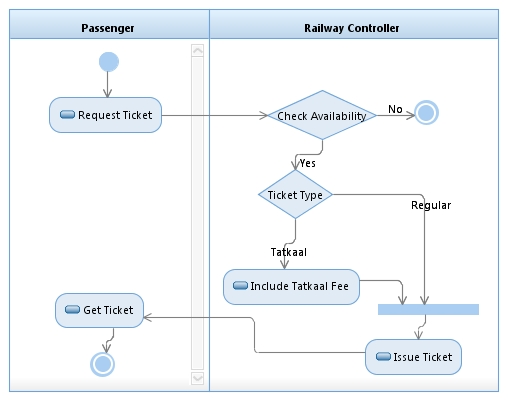 Passenger
Railway Controller
Request Ticket
Check Availability
No
Yes
Ticket Type
Regular
Tatkaal
Include Tatkaal Fee
Get Ticket
Issue Ticket